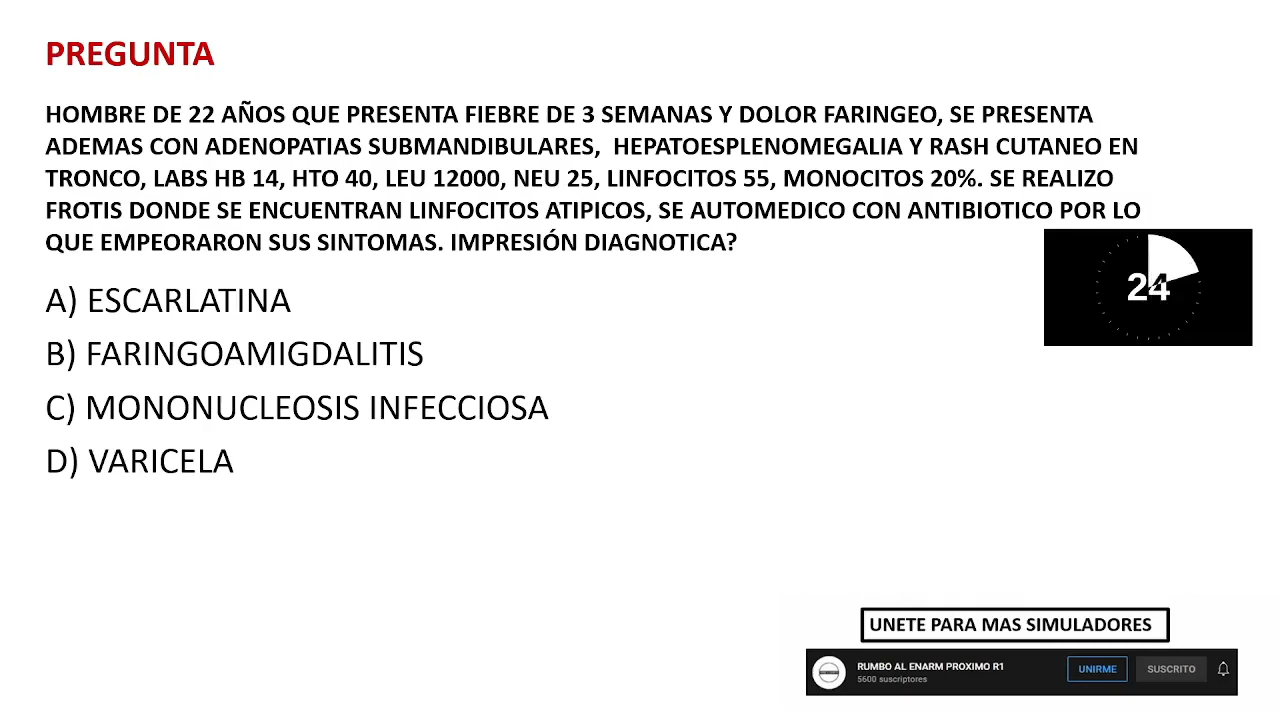 PREGUNTA
HOMBRE DE 22 AÑOS QUE PRESENTA FIEBRE DE 3 SEMANAS Y DOLOR FARINGEO, SE PRESENTA
ADEMAS CON ADENOPATIAS SUBMANDIBULARES, HEPATOESPLENOMEGALIA Y RASH CUTANEO EN
TRONCO, LABS HB 14, HTO 40, LEU 12000, NEU 25, LINFOCITOS 55, MONOCITOS 20%. SE REALIZO
FROTIS DONDE SE ENCUENTRAN LINFOCITOS ATIPICOS, SE AUTOMEDICO CON ANTIBIOTICO POR LO
QUE EMPEORARON SUS SINTOMAS. IMPRESIÓN DIAGNOTICA?
24
A) ESCARLATINA
B) FARINGOAMIGDALITIS
C) MONONUCLEOSIS INFECCIOSA
D) VARICELA
UNETE PARA MAS SIMULADORES
RUMBO AL ENARM PROXIMO R1
5600 suscriptores
UNIRME
SUSCRITO